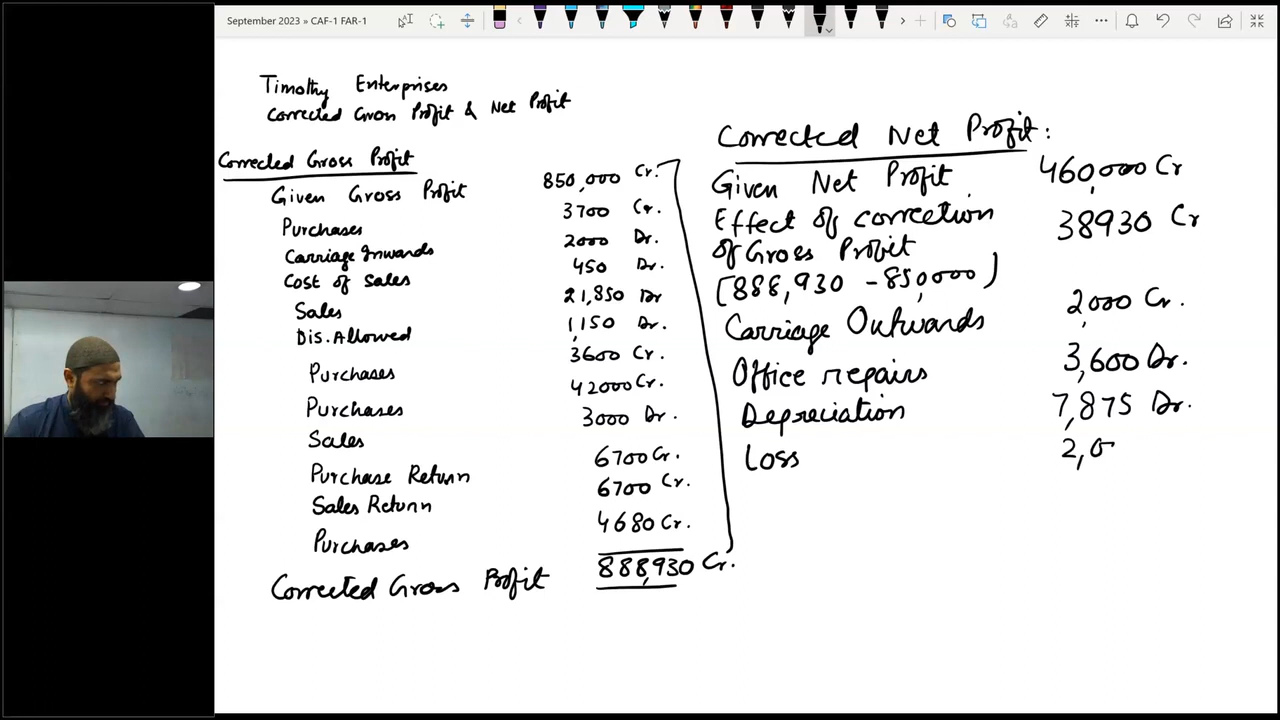 September 2023 » CAF-1 FAR-1
Timothy Enterprises
Corrected Gross Profit & Net Profit
Corrected Gross Profit
Given Gross Profit 850,000 Cr.
Purchases 3700 Cr.
Carriage Inwards 2000 Dr.
Cost of Sales 450 Dr.
Sales 21,850 Dr
Dis. Allowed 1,150 Dr.
Purchases 3600 Cr.
Purchases 42000 Cr.
Sales 3000 Dr.
Purchase Return 6700 Cr.
Sales Return 6700 Cr.
Purchases 4680 Cr.
Corrected Gross Profit 888,930 Cr.
Corrected Net Profit:
Given Net Profit 460,000 Cr
Effect of correction 38930 Cr
of Gross Profit
(888,930 - 850,000)
Carriage Outwards 2,000 Cr.
Office repairs 3,600 Dr.
Depreciation 7,875 Dr.
Loss 2,0